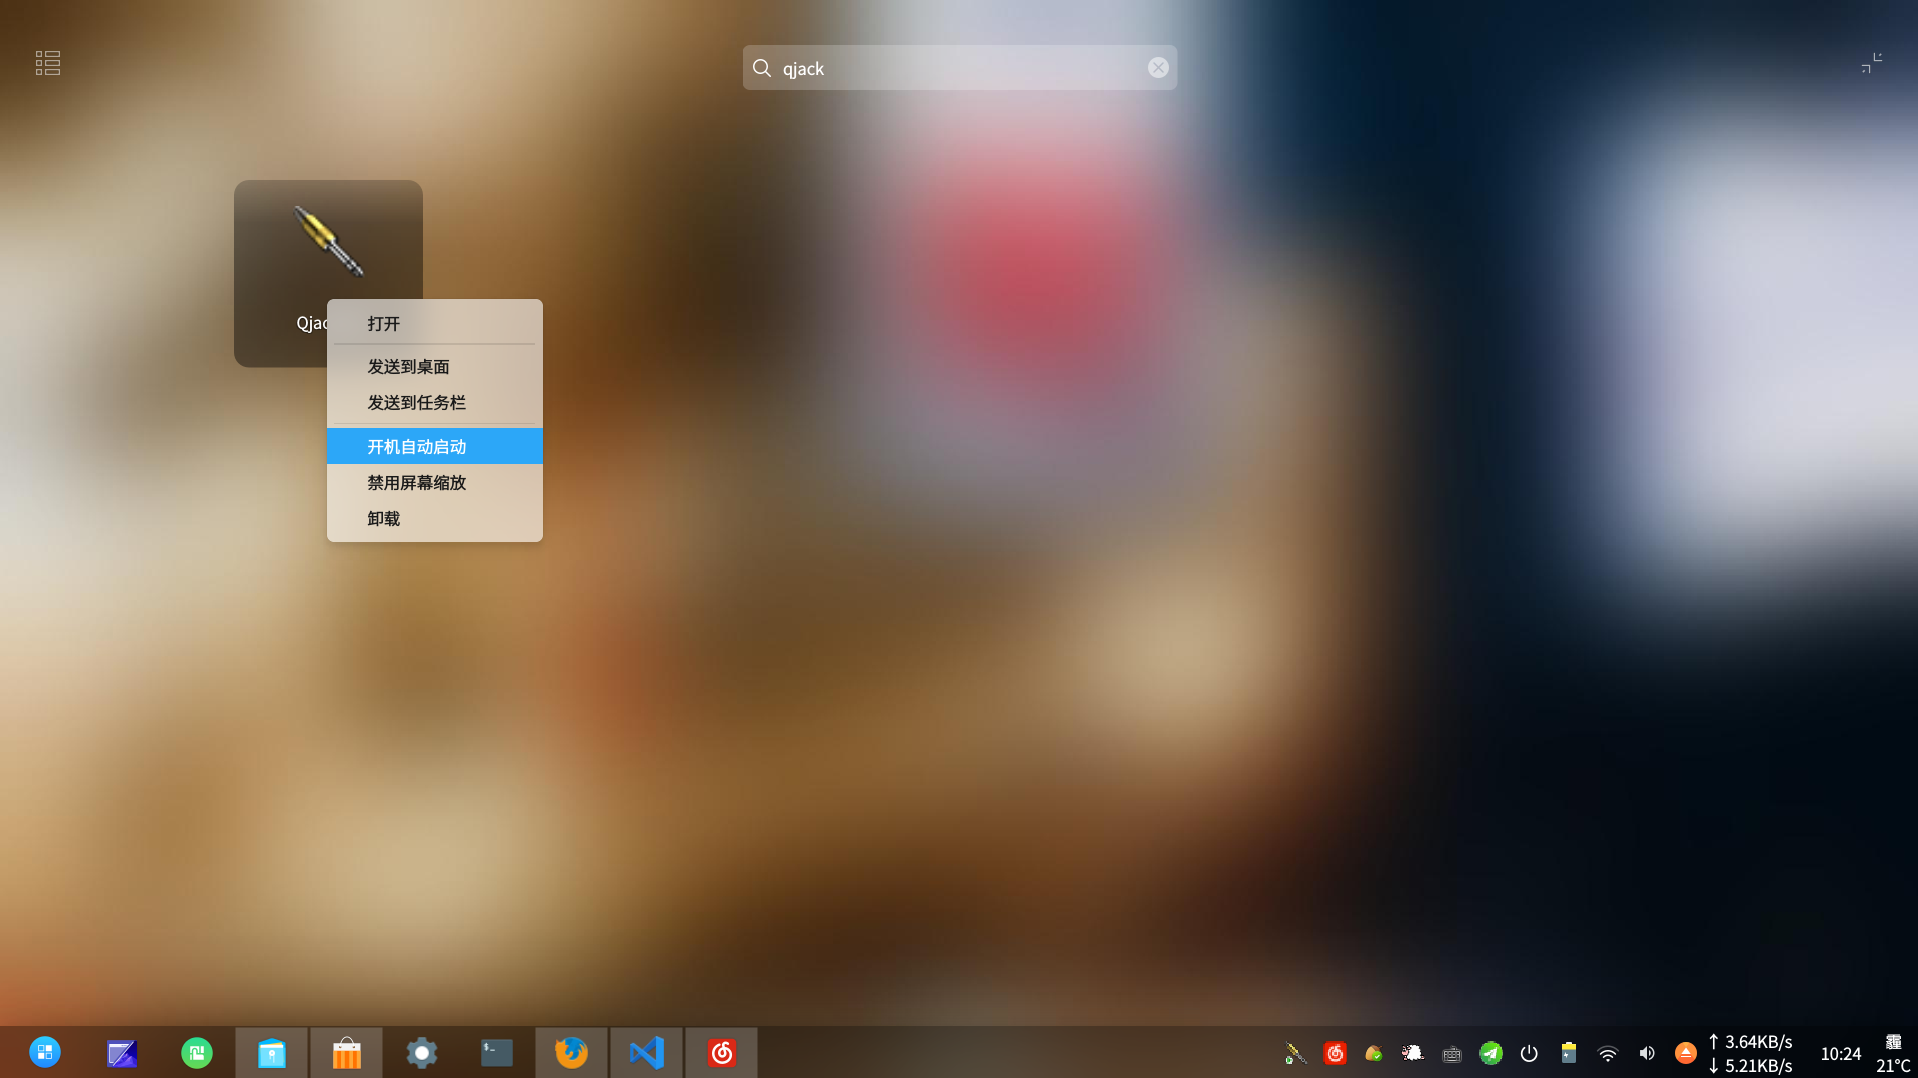 qjack
Qjac
打开
发送到桌面
发送到任务栏
开机自动启动
禁用屏幕缩放
卸载
$_
↑ 3.64KB/s
↓ 5.21KB/s
10:24
霾
21°C